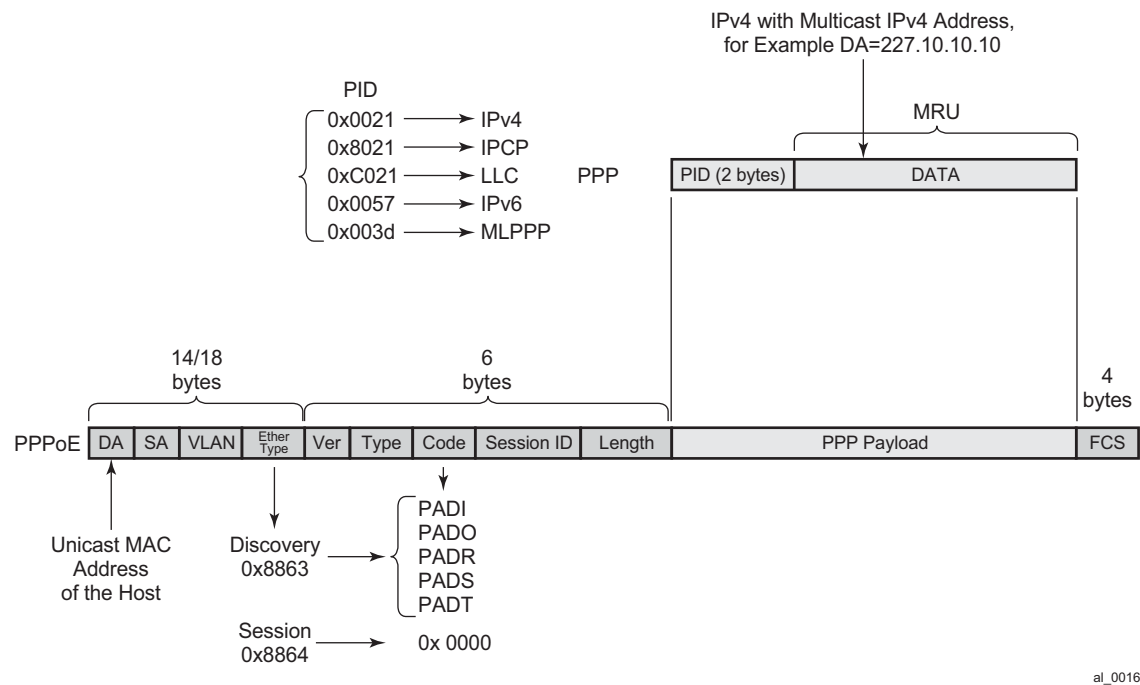 IPv4 with Multicast IPv4 Address,
for Example DA=227.10.10.10
PID
0x0021 IPv4
0x8021 IPCP
0xC021 LLC
0x0057 IPv6
0x003d MLPPP
MRU
PPP PID (2 bytes) DATA
14/18
bytes
6
bytes
4
bytes
PPPoE DA SA VLAN Ether
Type Ver Type Code Session ID Length PPP Payload FCS
Unicast MAC
Address
of the Host
Discovery
0x8863
PADI
PADO
PADR
PADS
PADT
Session
0x8864
0x 0000
al_0016